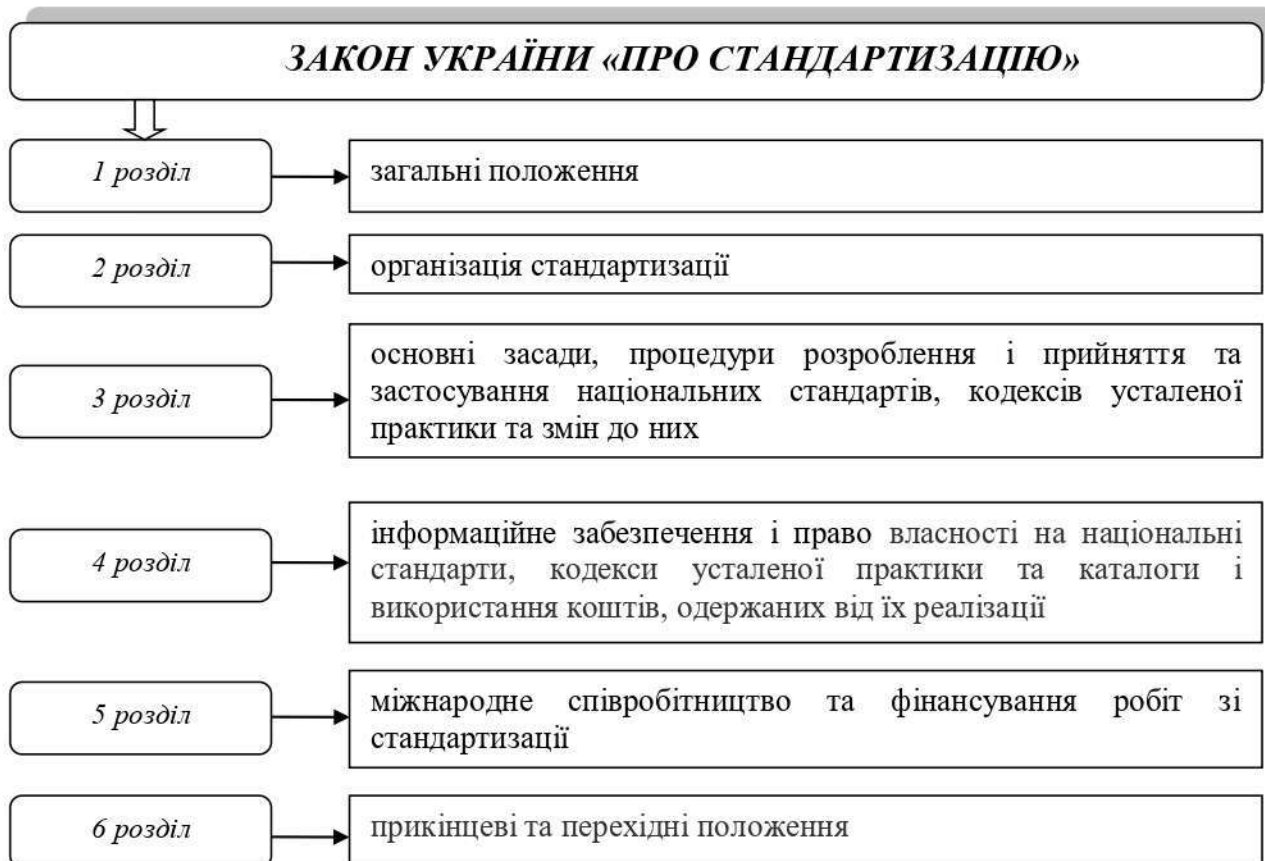 ЗАКОН УКРАЇНИ «ПРО СТАНДАРТИЗАЦІЮ»
1 розділ
загальні положення
2 розділ
організація стандартизації
3 розділ
основні засади, процедури розроблення і прийняття та
застосування національних стандартів, кодексів усталеної
практики та змін до них
4 розділ
інформаційне забезпечення і право власності на національні
стандарти, кодекси усталеної практики та каталоги і
використання коштів, одержаних від їх реалізації
5 розділ
міжнародне співробітництво та фінансування робіт зі
стандартизації
6 розділ
прикінцеві та перехідні положення